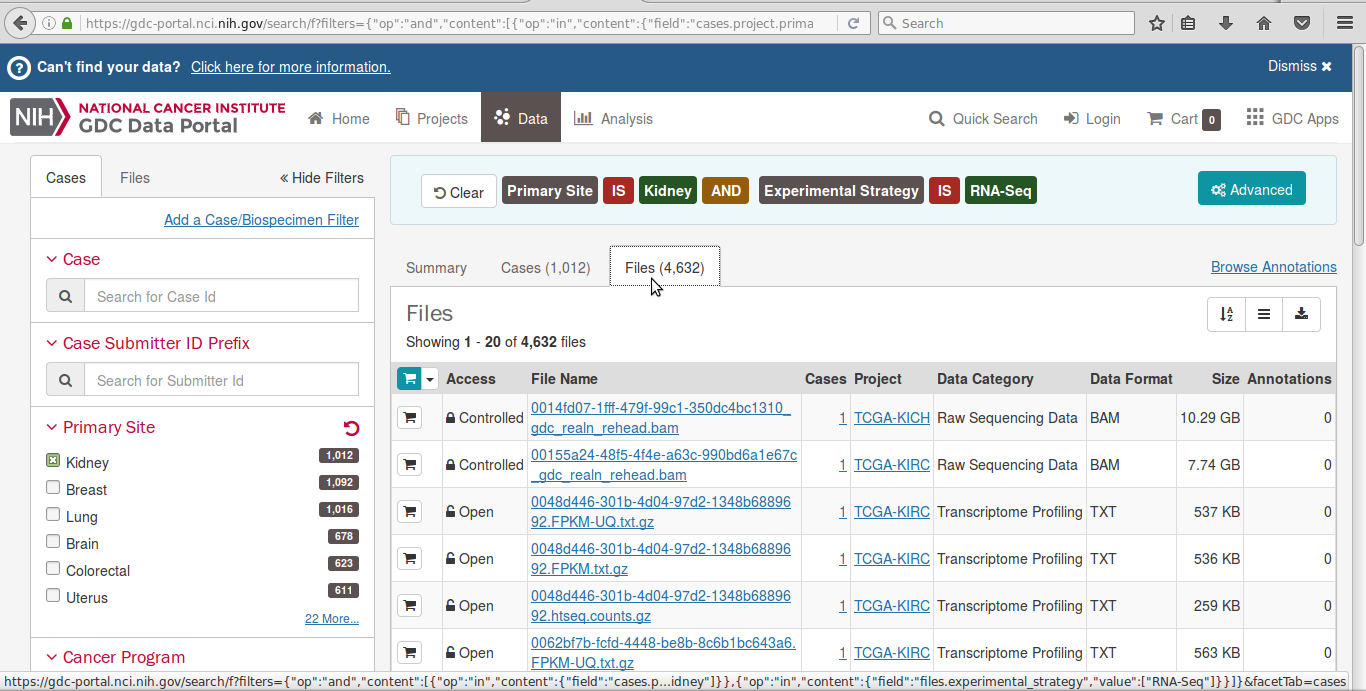 https://gdc-portal.nci.nih.gov/search/f?filters={"op":"and","content":[{"op":"in","content":{"field":"cases.project.prima
Search
Can't find your data? Click here for more information.
Dismiss ✖
NIH NATIONAL CANCER INSTITUTE
GDC Data Portal
Home
Projects
Data
Analysis
Quick Search
Login
Cart 0
GDC Apps
Cases
Files
« Hide Filters
Add a Case/Biospecimen Filter
Case
Search for Case Id
Case Submitter ID Prefix
Search for Submitter Id
Primary Site
Kidney 1,012
Breast 1,092
Lung 1,016
Brain 678
Colorectal 623
Uterus 611
22 More...
Cancer Program
Clear Primary Site IS Kidney AND Experimental Strategy IS RNA-Seq
Advanced
Summary
Cases (1,012)
Files (4,632)
Browse Annotations
Files
Showing 1 - 20 of 4,632 files
Access File Name Cases Project Data Category Data Format Size Annotations
Controlled 0014fd07-1fff-479f-99c1-350dc4bc1310_ 1 TCGA-KICH Raw Sequencing Data BAM 10.29 GB 0
gdc_realn_rehead.bam
Controlled 00155a24-48f5-4f4e-a63c-990bd6a1e67c 1 TCGA-KIRC Raw Sequencing Data BAM 7.74 GB 0
_gdc_realn_rehead.bam
Open 0048d446-301b-4d04-97d2-1348b68896 1 TCGA-KIRC Transcriptome Profiling TXT 537 KB 0
92.FPKM-UQ.txt.gz
Open 0048d446-301b-4d04-97d2-1348b68896 1 TCGA-KIRC Transcriptome Profiling TXT 536 KB 0
92.FPKM.txt.gz
Open 0048d446-301b-4d04-97d2-1348b68896 1 TCGA-KIRC Transcriptome Profiling TXT 259 KB 0
92.htseq.counts.gz
Open 0062bf7b-fcfd-4448-be8b-8c6b1bc643a6. 1 TCGA-KIRC Transcriptome Profiling TXT 563 KB 0
FPKM-UQ.txt.gz
https://gdc-portal.nci.nih.gov/search/f?filters={"op":"and","content":[{"op":"in","content":{"field":"cases.p...idney"]}},{"op":"in","content":{"field":"files.experimental_strategy","value":["RNA-Seq"]}}]}&facetTab=cases